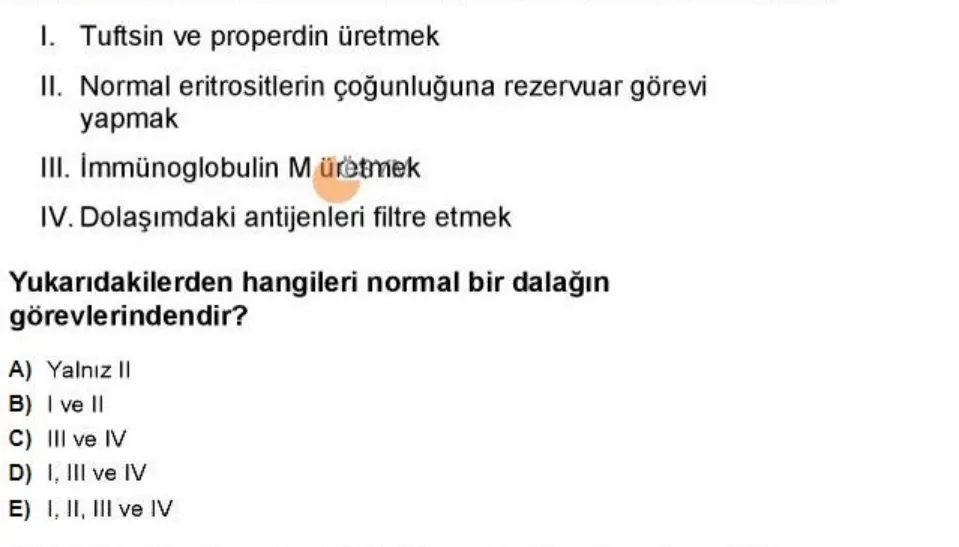 I. Tuftsin ve properdin üretmek
II. Normal eritrositlerin çoğunluğuna rezervuar görevi
yapmak
III. İmmünoglobulin M üretmek
IV. Dolaşımdaki antijenleri filtre etmek
Yukarıdakilerden hangileri normal bir dalağın
görevlerindendir?
A) Yalnız II
B) I ve II
C) III ve IV
D) I, III ve IV
E) I, II, III ve IV